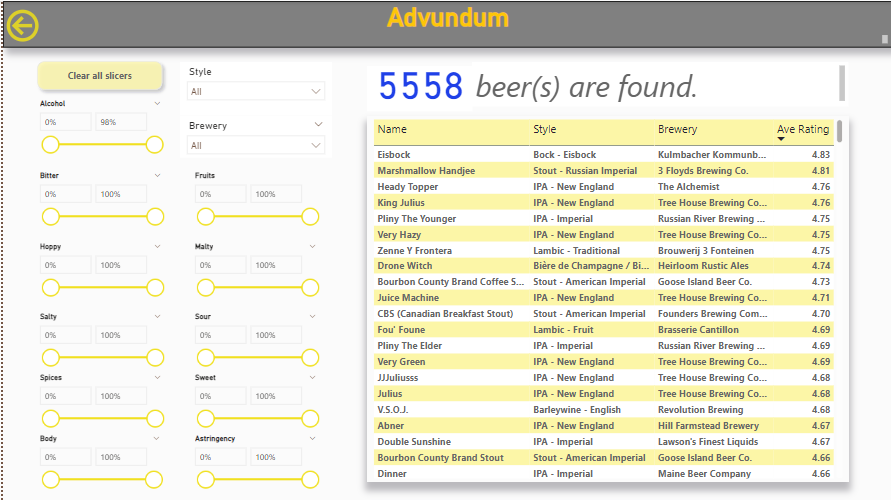 Advundum
Clear all slicers
Style
All
Brewery
All
Alcohol
0% 98%
Bitter
0% 100%
Fruits
0% 100%
Hoppy
0% 100%
Malty
0% 100%
Salty
0% 100%
Sour
0% 100%
Spices
0% 100%
Sweet
0% 100%
Body
0% 100%
Astringency
0% 100%
5558 beer(s) are found.
Name Style Brewery Ave Rating
Eisbock Bock - Eisbock Kulmbacher Kommunb... 4.83
Marshmallow Handjee Stout - Russian Imperial 3 Floyds Brewing Co. 4.81
Heady Topper IPA - New England The Alchemist 4.76
King Julius IPA - New England Tree House Brewing Co... 4.76
Pliny The Younger IPA - Imperial Russian River Brewing ... 4.75
Very Hazy IPA - New England Tree House Brewing Co... 4.75
Zenne Y Frontera Lambic - Traditional Brouwerij 3 Fonteinen 4.75
Drone Witch Bière de Champagne / Bi... Heirloom Rustic Ales 4.74
Bourbon County Brand Coffee S... Stout - American Imperial Goose Island Beer Co. 4.73
Juice Machine IPA - New England Tree House Brewing Co... 4.71
CBS (Canadian Breakfast Stout) Stout - American Imperial Founders Brewing Com... 4.70
Fou' Foune Lambic - Fruit Brasserie Cantillon 4.69
Pliny The Elder IPA - Imperial Russian River Brewing ... 4.69
Very Green IPA - New England Tree House Brewing Co... 4.69
JJJuliusss IPA - New England Tree House Brewing Co... 4.68
Julius IPA - New England Tree House Brewing Co... 4.68
V.S.O.J. Barleywine - English Revolution Brewing 4.68
Abner IPA - New England Hill Farmstead Brewery 4.67
Double Sunshine IPA - Imperial Lawson's Finest Liquids 4.67
Bourbon County Brand Stout Stout - American Imperial Goose Island Beer Co. 4.66
Dinner IPA - Imperial Maine Beer Company 4.66